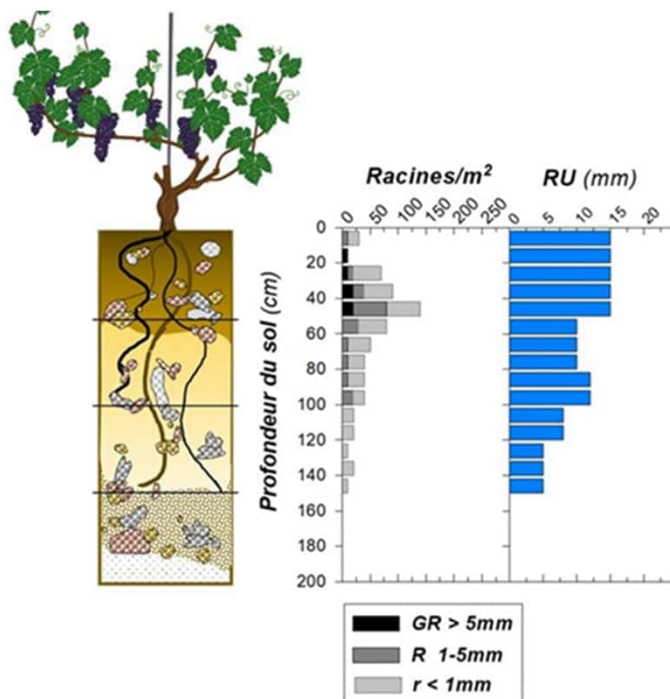 Racines/m²
RU (mm)
0 50 100 150 200 250
0 5 10 15 20
Profondeur du sol (cm)
0
20
40
60
80
100
120
140
160
180
200
GR > 5mm
R 1-5mm
r < 1mm